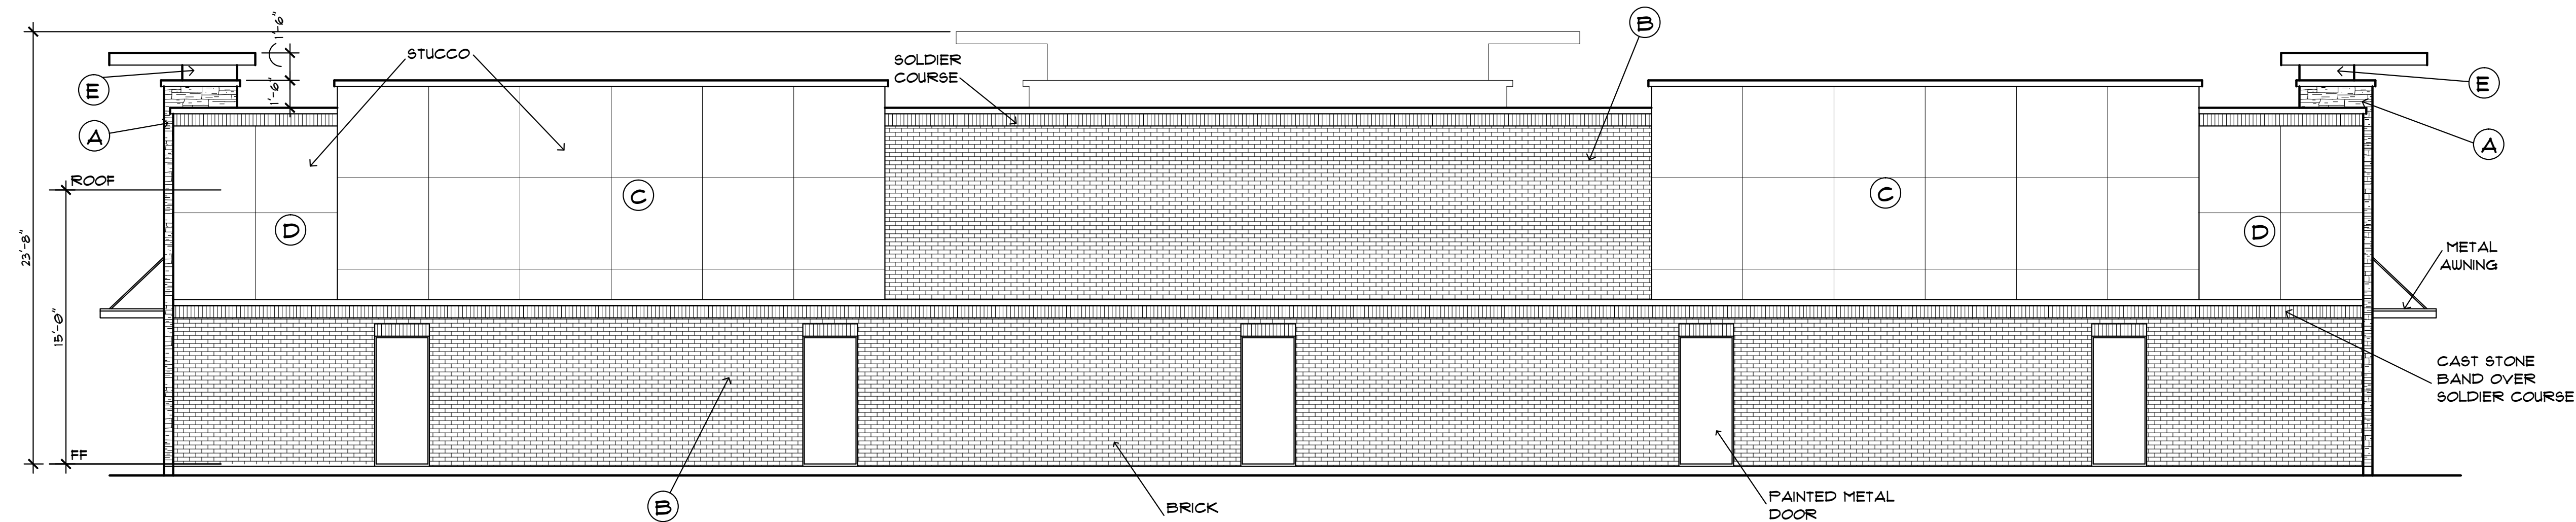 1'-6"
B
STUCCO
SOLDIER
COURSE
E
E
1'-6"
A
A
ROOF
C
C
D
D
23'-8"
METAL
AWNING
15'-0"
CAST STONE
BAND OVER
SOLDIER COURSE
FF
B
BRICK
PAINTED METAL
DOOR